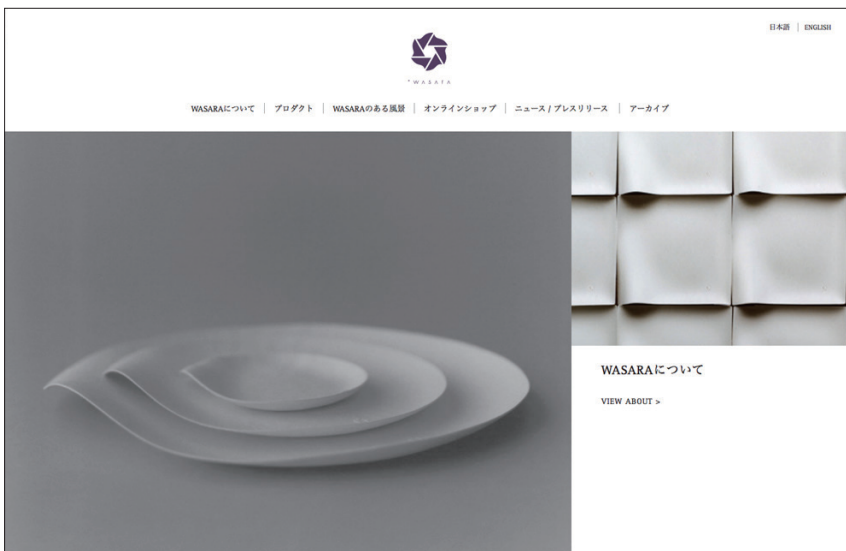 日本語 | ENGLISH
WASARA
WASARAについて | プロダクト | WASARAのある風景 | オンラインショップ | ニュース / プレスリリース | アーカイブ
WASARAについて
VIEW ABOUT >